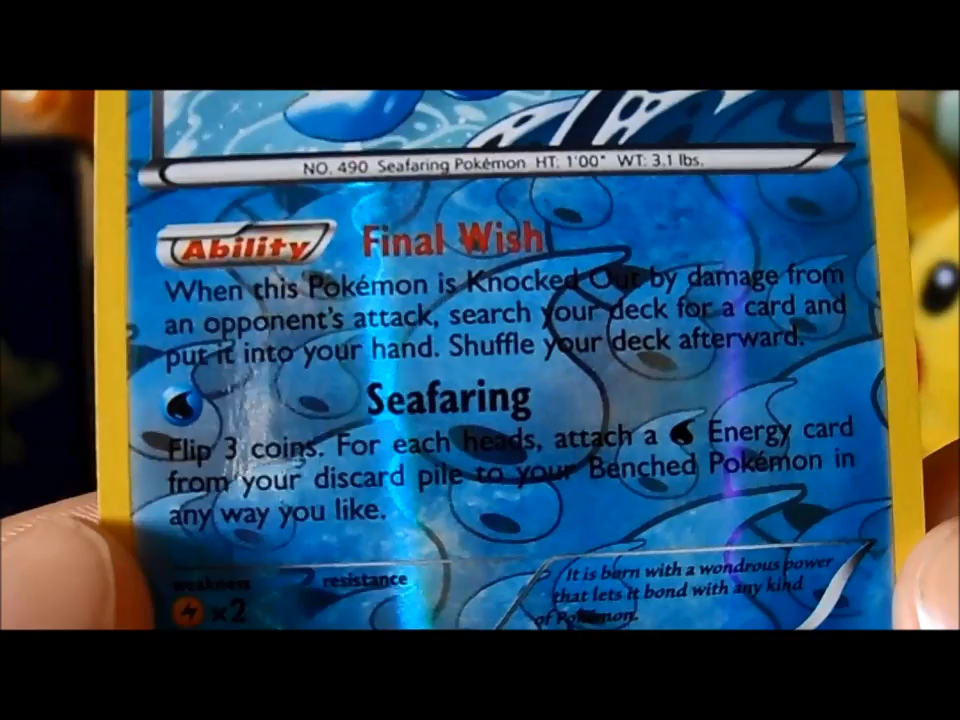 NO. 490 Seafaring Pokémon HT: 1'00" WT: 3.1 lbs.
Ability Final Wish
When this Pokémon is Knocked Out by damage from
an opponent's attack, search your deck for a card and
put it into your hand. Shuffle your deck afterward.
Seafaring
Flip 3 coins. For each heads, attach a Energy card
from your discard pile to your Benched Pokémon in
any way you like.
weakness resistance
×2
It is born with a wondrous power
that lets it bond with any kind
of Pokémon.